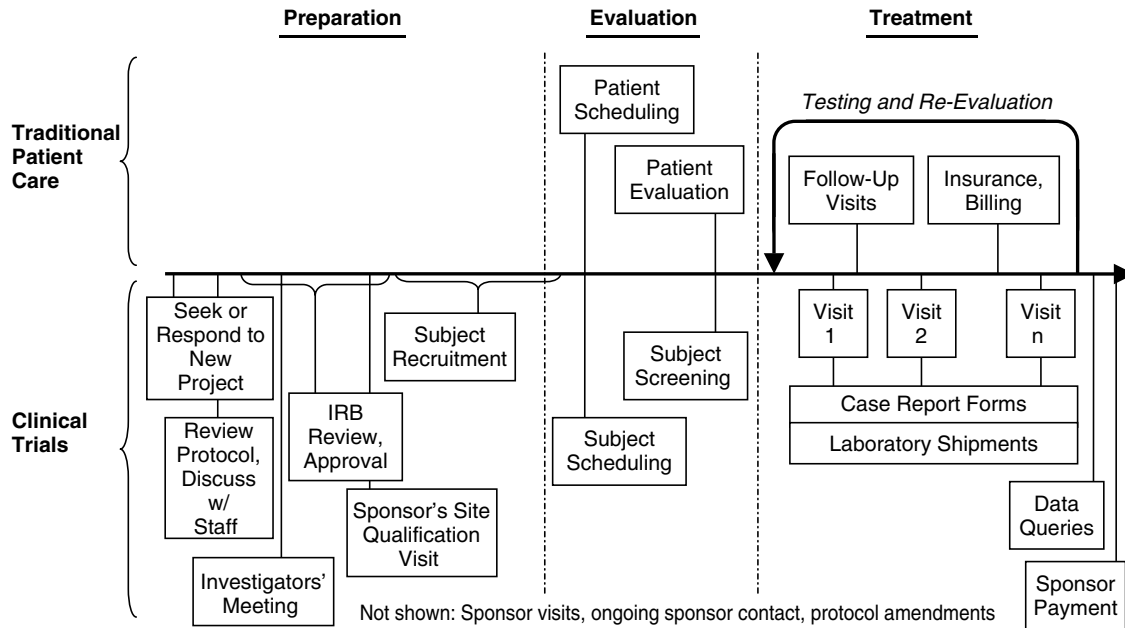 Preparation
Evaluation
Treatment
Traditional
Patient
Care
Patient
Scheduling
Patient
Evaluation
Testing and Re-Evaluation
Follow-Up
Visits
Insurance,
Billing
Clinical
Trials
Seek or
Respond to
New
Project
Review
Protocol,
Discuss
w/
Staff
Investigators’
Meeting
IRB
Review,
Approval
Sponsor’s Site
Qualification
Visit
Subject
Recruitment
Subject
Scheduling
Subject
Screening
Visit
1
Visit
2
Visit
n
Case Report Forms
Laboratory Shipments
Data
Queries
Sponsor
Payment
Not shown: Sponsor visits, ongoing sponsor contact, protocol amendments